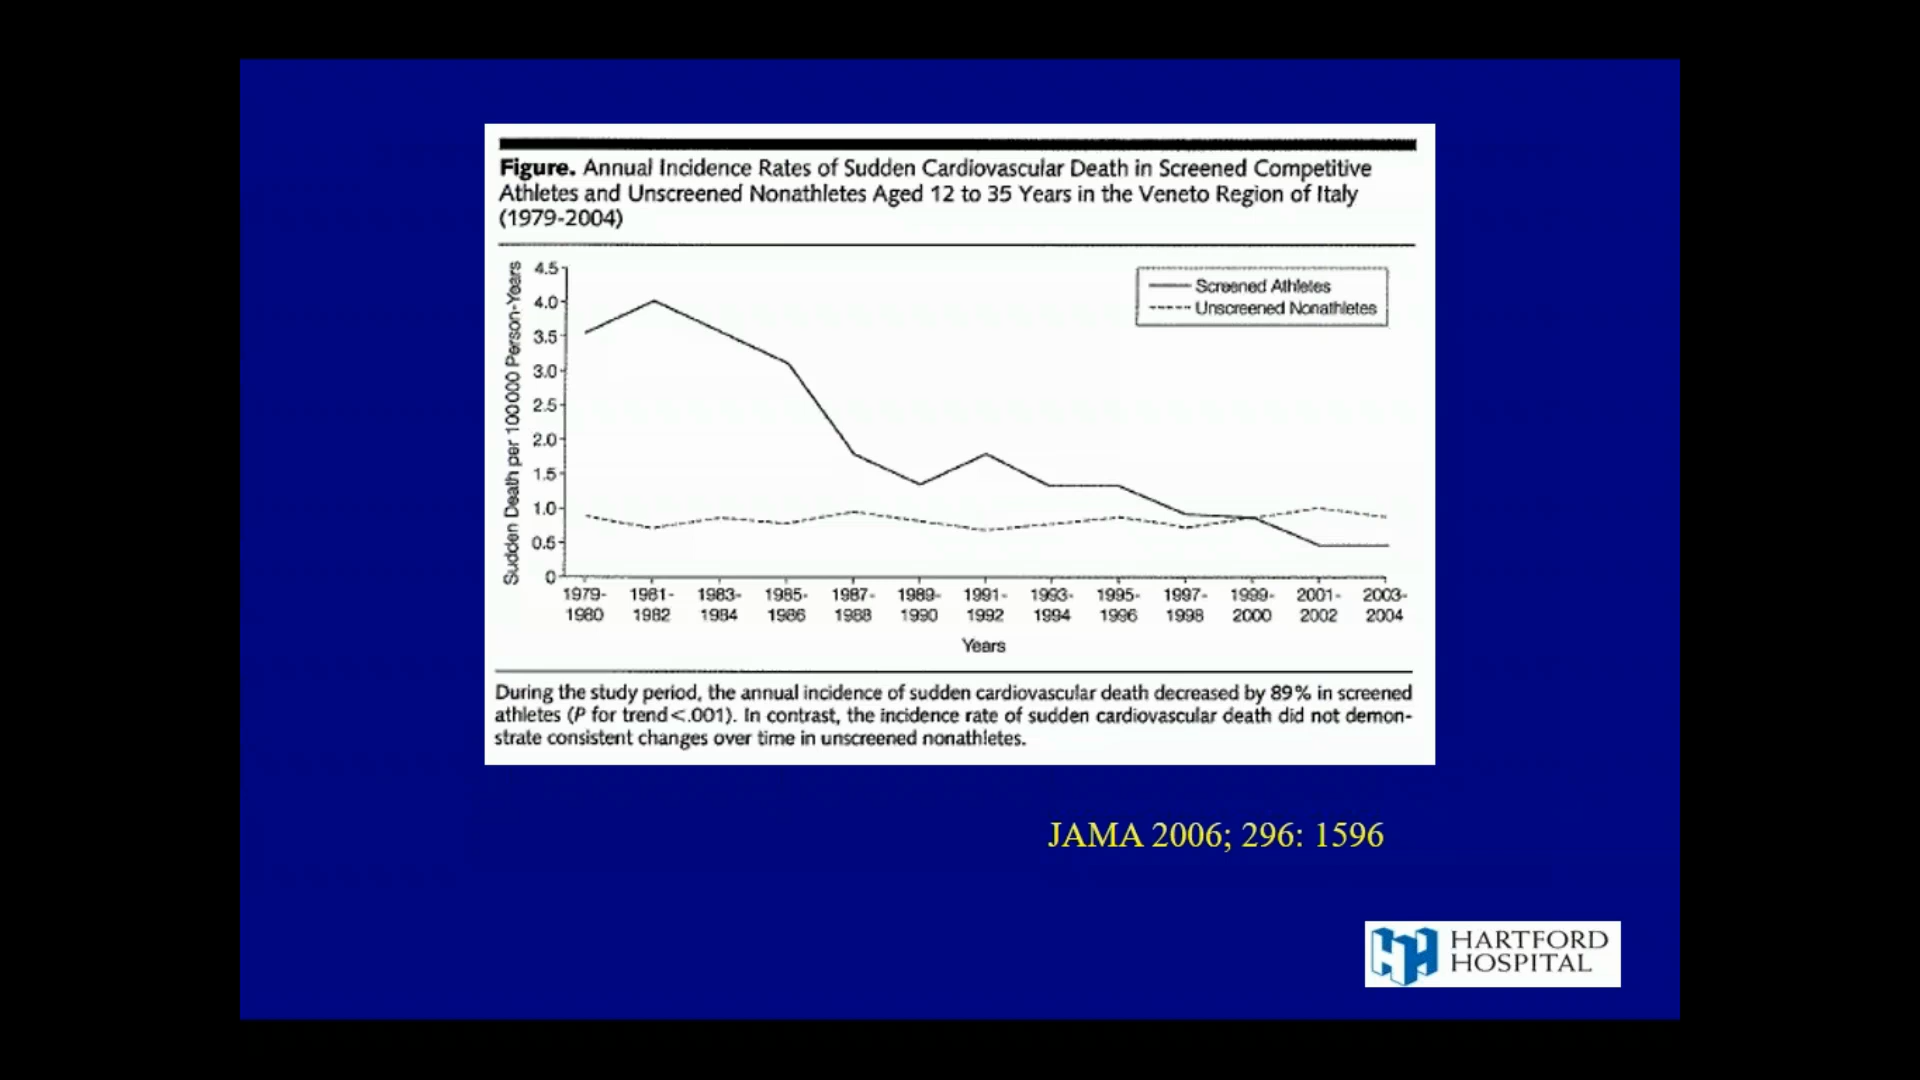 Figure. Annual Incidence Rates of Sudden Cardiovascular Death in Screened Competitive
Athletes and Unscreened Nonathletes Aged 12 to 35 Years in the Veneto Region of Italy
(1979-2004)
Sudden Death per 100 000 Person-Years
4.5
4.0
3.5
3.0
2.5
2.0
1.5
1.0
0.5
0
Screened Athletes
Unscreened Nonathletes
1979- 1981- 1983- 1985- 1987- 1989- 1991- 1993- 1995- 1997- 1999- 2001- 2003-
1980 1982 1984 1986 1988 1990 1992 1994 1996 1998 2000 2002 2004
Years
During the study period, the annual incidence of sudden cardiovascular death decreased by 89% in screened
athletes (P for trend<.001). In contrast, the incidence rate of sudden cardiovascular death did not demon-
strate consistent changes over time in unscreened nonathletes.
JAMA 2006; 296: 1596
HARTFORD
HOSPITAL